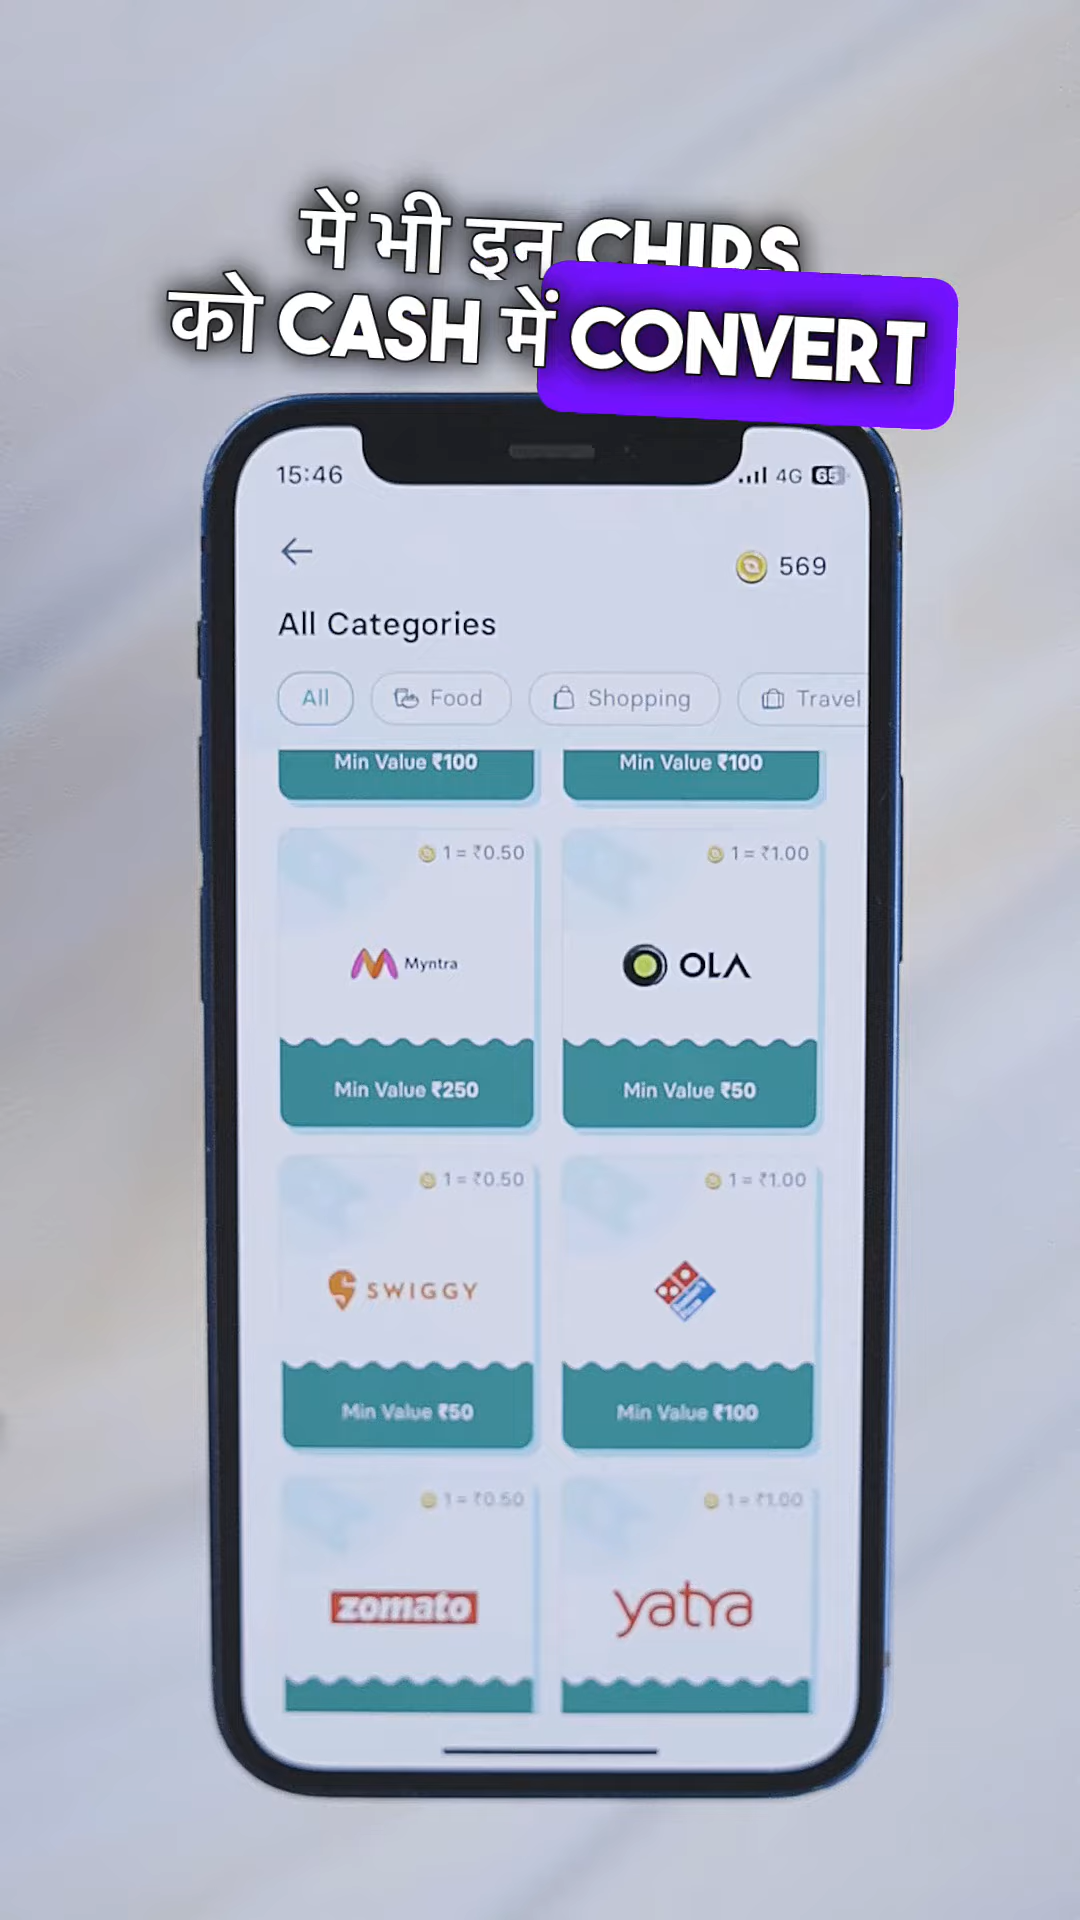 में भी इन CHIPS
को CASH में CONVERT
15:46
4G 65
569
All Categories
All Food Shopping Travel
Min Value ₹100 Min Value ₹100
1 = ₹0.50 1 = ₹1.00
Myntra OLA
Min Value ₹250 Min Value ₹50
1 = ₹0.50 1 = ₹1.00
SWIGGY
Min Value ₹50 Min Value ₹100
1 = ₹0.50 1 = ₹1.00
zomato yatra